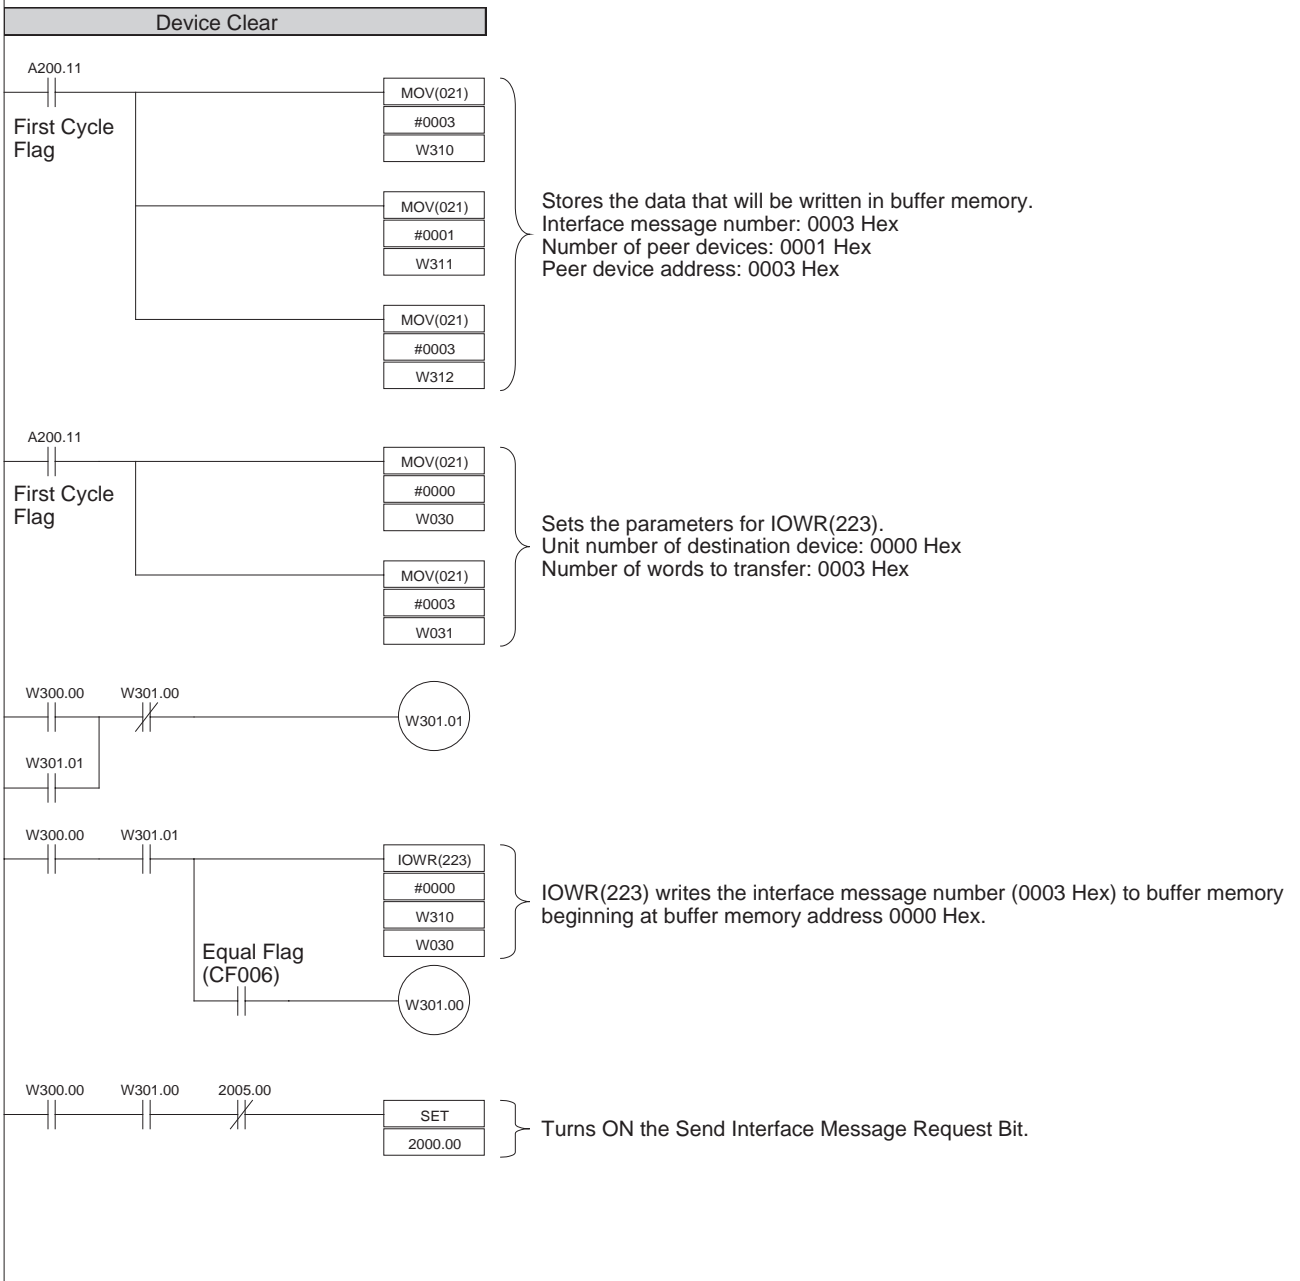 Device Clear
A200.11
First Cycle
Flag
MOV(021)
#0003
W310
MOV(021)
#0001
W311
MOV(021)
#0003
W312
Stores the data that will be written in buffer memory.
Interface message number: 0003 Hex
Number of peer devices: 0001 Hex
Peer device address: 0003 Hex
A200.11
First Cycle
Flag
MOV(021)
#0000
W030
MOV(021)
#0003
W031
Sets the parameters for IOWR(223).
Unit number of destination device: 0000 Hex
Number of words to transfer: 0003 Hex
W300.00 W301.00
W301.01
W301.01
W300.00 W301.01
IOWR(223)
#0000
W310
W030
IOWR(223) writes the interface message number (0003 Hex) to buffer memory
beginning at buffer memory address 0000 Hex.
Equal Flag
(CF006)
W301.00
W300.00 W301.00 2005.00
SET
2000.00
Turns ON the Send Interface Message Request Bit.